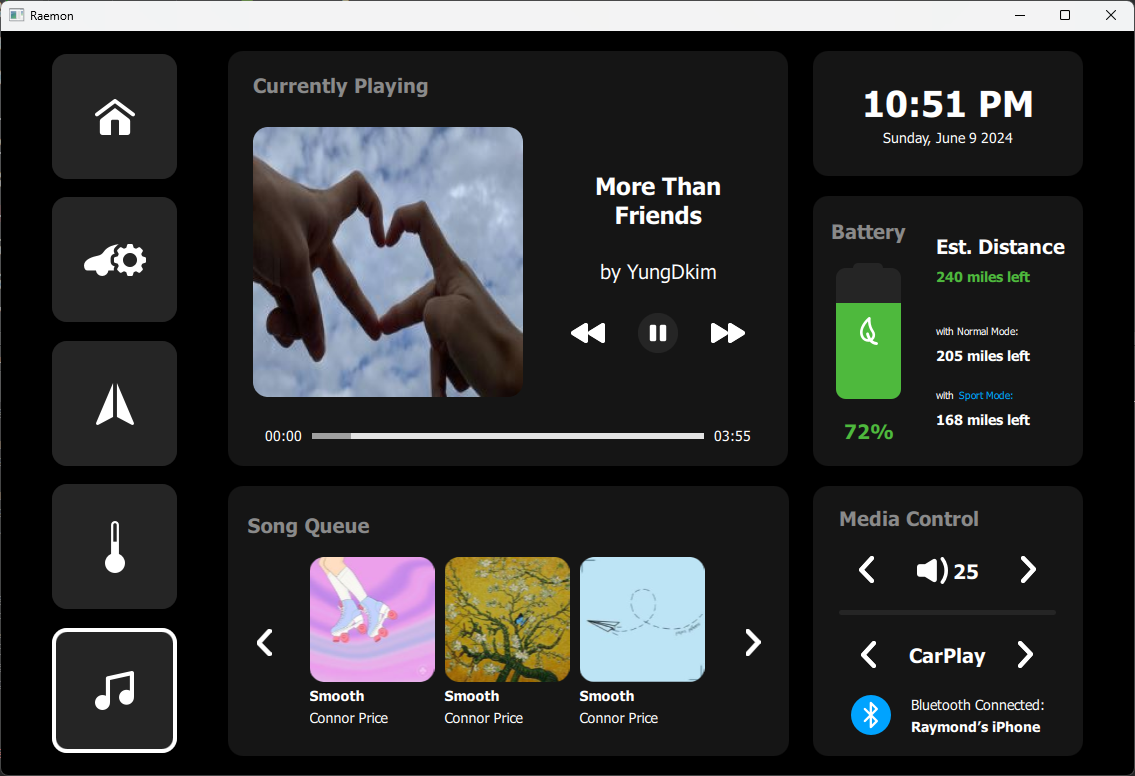 Raemon
Currently Playing
More Than
Friends
by YungDkim
00:00
03:55
Song Queue
Smooth
Connor Price
Smooth
Connor Price
Smooth
Connor Price
10:51 PM
Sunday, June 9 2024
Battery
72%
Est. Distance
240 miles left
with Normal Mode:
205 miles left
with Sport Mode:
168 miles left
Media Control
25
CarPlay
Bluetooth Connected:
Raymond’s iPhone